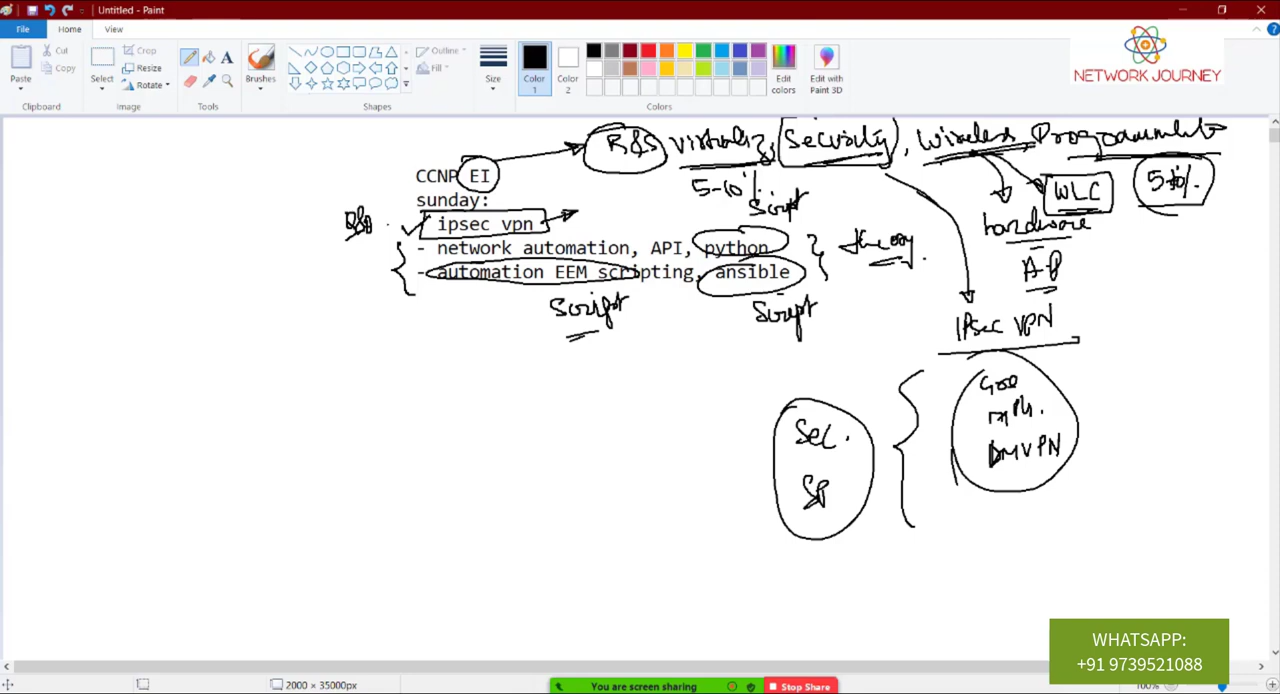 Untitled - Paint
File
Home
View
Paste
Cut
Copy
Clipboard
Select
Crop
Resize
Rotate
Image
Tools
Brushes
Shapes
Outline
Fill
Size
Color 1
Color 2
Colors
Edit colors
Edit with Paint 3D
NETWORK JOURNEY
R&S, Security, Wireless,
CCNP EI
5-10%
Script
WLC
5-10%
sunday:
ipsec vpn
hardware
- network automation, API, python
theory.
- automation EEM scripting, ansible
AP
Script
Script
IPsec VPN
Sec.
DMVPN
SP
WHATSAPP:
+91 9739521088
2000 × 35000px
You are screen sharing
Stop Share
100%